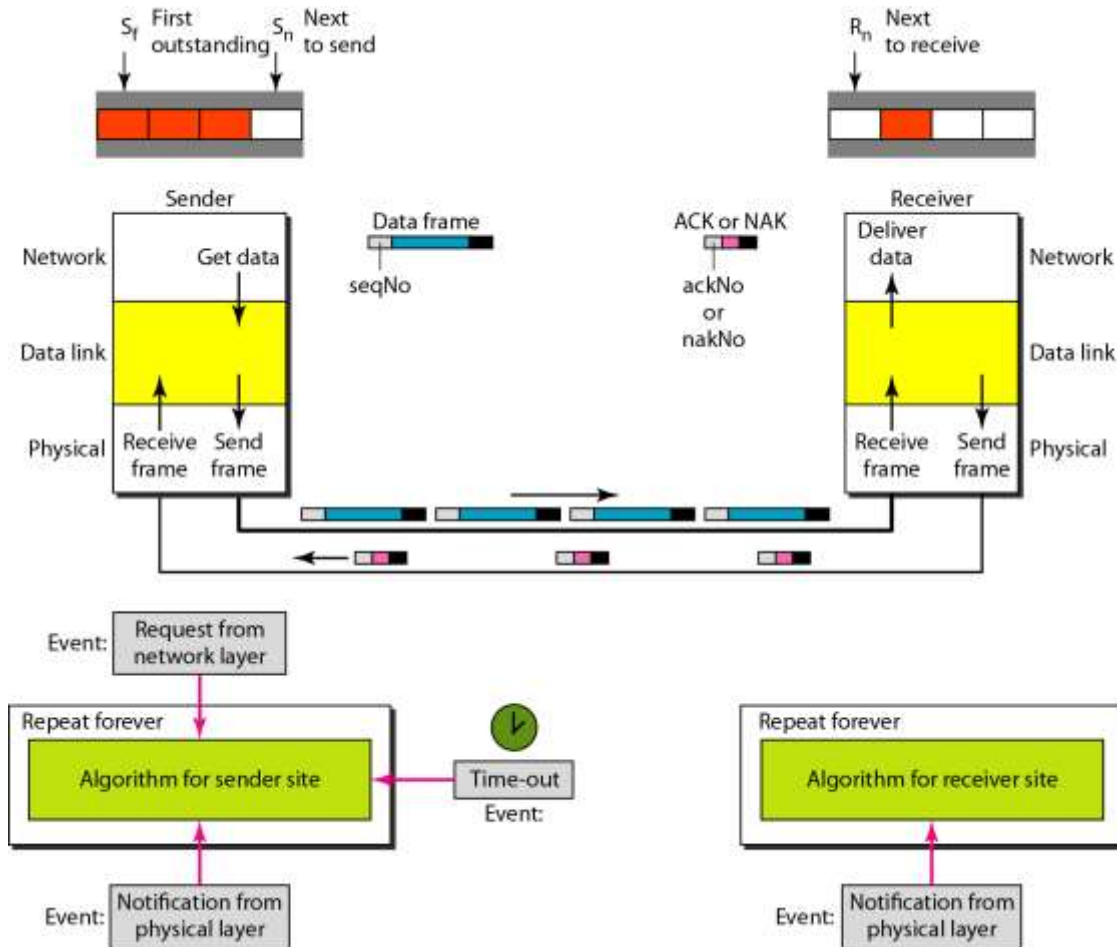 Sf First
outstanding
Sn Next
to send
Rn Next
to receive
Sender
Receiver
Data frame
seqNo
ACK or NAK
ackNo
or
nakNo
Network
Get data
Deliver
data
Network
Data link
Data link
Physical
Receive
frame
Send
frame
Receive
frame
Send
frame
Physical
Event:
Request from
network layer
Repeat forever
Algorithm for sender site
Time-out
Event:
Repeat forever
Algorithm for receiver site
Event:
Notification from
physical layer
Event:
Notification from
physical layer